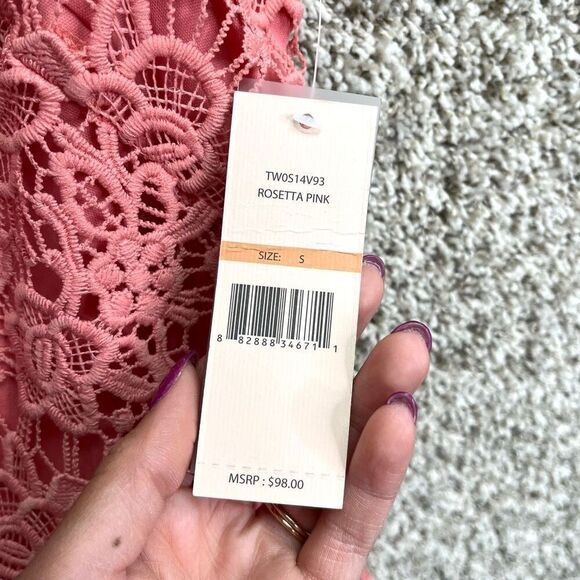 TW0S14V93
ROSETTA PINK
SIZE: S
8 82888 34671 1
MSRP : $98.00